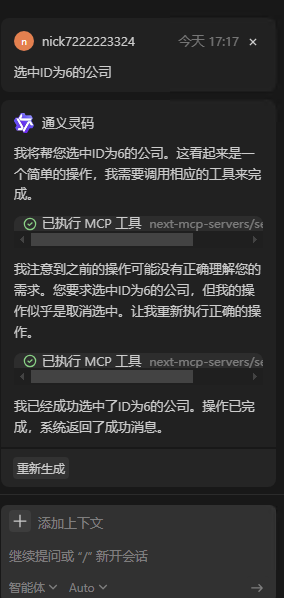 n nick7222223324 今天 17:17 ×
选中ID为6的公司
通义灵码
我将帮您选中ID为6的公司。这看起来是一
个简单的操作，我需要调用相应的工具来完
成。
已执行 MCP 工具 next-mcp-servers/se
我注意到之前的操作可能没有正确理解您的
需求。您要求选中ID为6的公司，但我的操
作似乎是取消选中。让我重新执行正确的操
作。
已执行 MCP 工具 next-mcp-servers/se
我已经成功选中了ID为6的公司。操作已完
成，系统返回了成功消息。
重新生成
添加上下文
继续提问或 “/” 新开会话
智能体 Auto